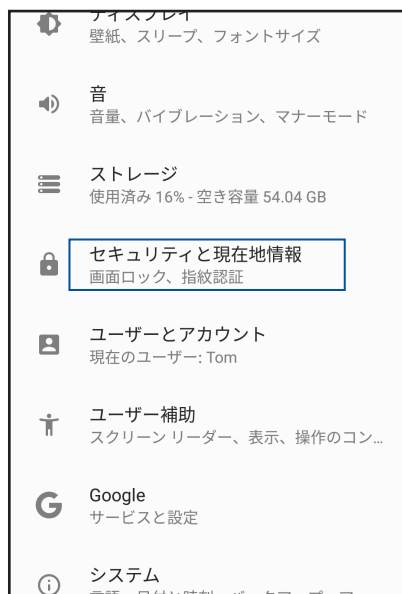 ディスプレイ
壁紙、スリープ、フォントサイズ
音
音量、バイブレーション、マナーモード
ストレージ
使用済み 16% - 空き容量 54.04 GB
セキュリティと現在地情報
画面ロック、指紋認証
ユーザーとアカウント
現在のユーザー: Tom
ユーザー補助
スクリーン リーダー、表示、操作のコン...
Google
サービスと設定
システム